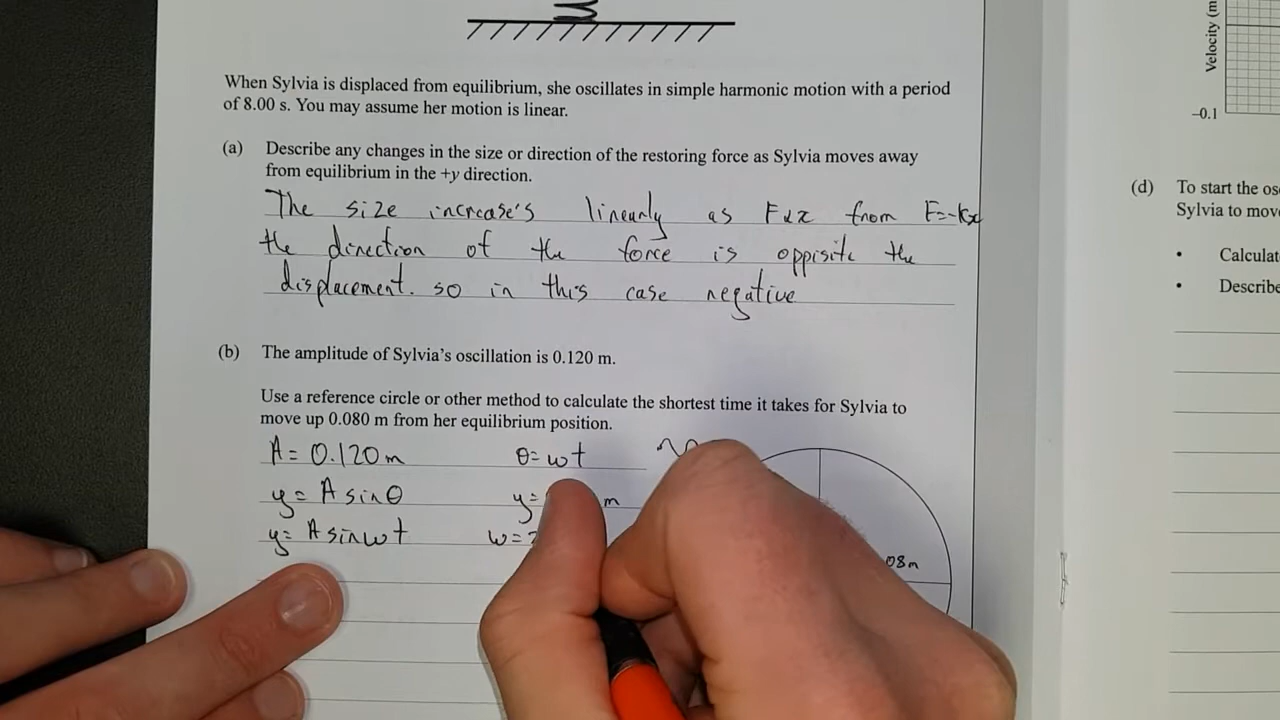 When Sylvia is displaced from equilibrium, she oscillates in simple harmonic motion with a period
of 8.00 s. You may assume her motion is linear.
(a) Describe any changes in the size or direction of the restoring force as Sylvia moves away
from equilibrium in the +y direction.
The size increase's linearly as F∝x from F=-kx
the direction of the force is oppisite the
displacement. so in this case negative
(b) The amplitude of Sylvia's oscillation is 0.120 m.
Use a reference circle or other method to calculate the shortest time it takes for Sylvia to
move up 0.080 m from her equilibrium position.
A = 0.120m θ=ωt
y= A sinθ y= m
y= A sinωt ω=
08m
Velocity (m
–0.1
(d) To start the os
Sylvia to mov
• Calculat
• Describe